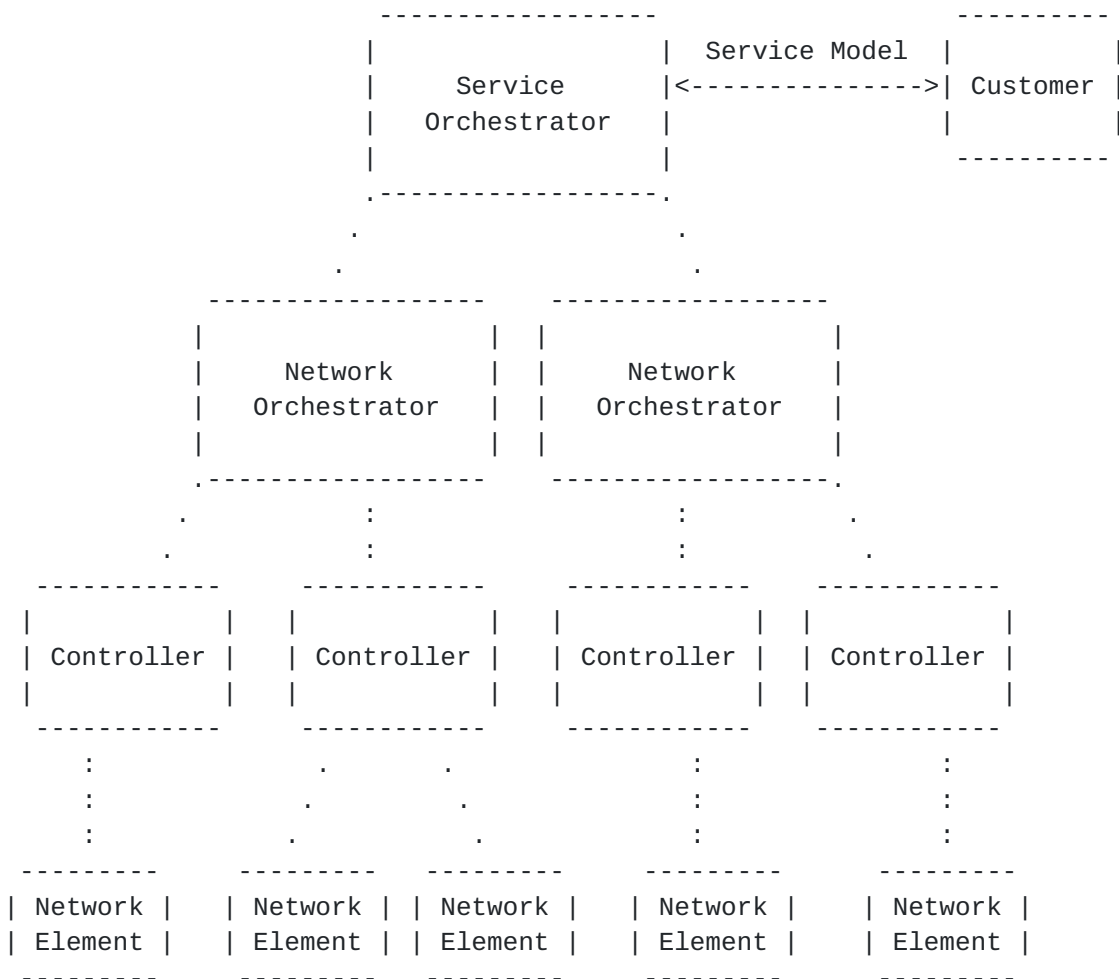 Service Model
Service Customer
Orchestrator
Network Network
Orchestrator Orchestrator
Controller Controller Controller Controller
Network Network Network Network Network
Element Element Element Element Element